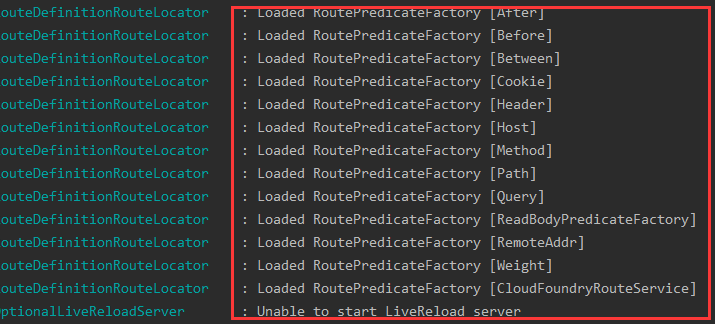 outeDefinitionRouteLocator : Loaded RoutePredicateFactory [After]
outeDefinitionRouteLocator : Loaded RoutePredicateFactory [Before]
outeDefinitionRouteLocator : Loaded RoutePredicateFactory [Between]
outeDefinitionRouteLocator : Loaded RoutePredicateFactory [Cookie]
outeDefinitionRouteLocator : Loaded RoutePredicateFactory [Header]
outeDefinitionRouteLocator : Loaded RoutePredicateFactory [Host]
outeDefinitionRouteLocator : Loaded RoutePredicateFactory [Method]
outeDefinitionRouteLocator : Loaded RoutePredicateFactory [Path]
outeDefinitionRouteLocator : Loaded RoutePredicateFactory [Query]
outeDefinitionRouteLocator : Loaded RoutePredicateFactory [ReadBodyPredicateFactory]
outeDefinitionRouteLocator : Loaded RoutePredicateFactory [RemoteAddr]
outeDefinitionRouteLocator : Loaded RoutePredicateFactory [Weight]
outeDefinitionRouteLocator : Loaded RoutePredicateFactory [CloudFoundryRouteService]
OptionalLiveReloadServer : Unable to start LiveReload server